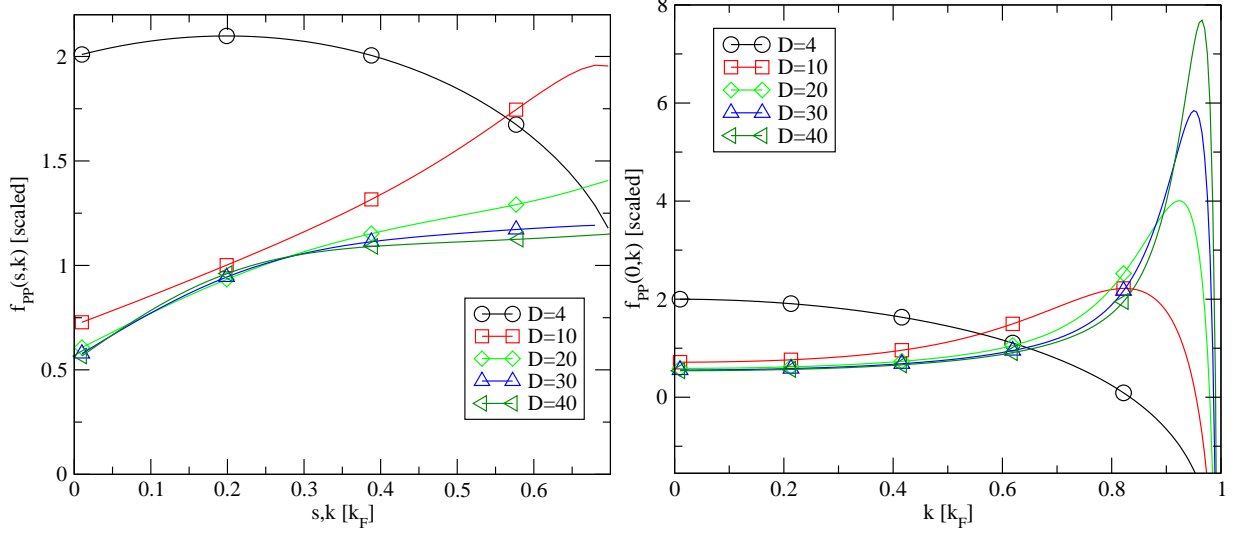 2
1.5
1
0.5
0
f_PP(s,k) [scaled]
D=4
D=10
D=20
D=30
D=40
0 0.1 0.2 0.3 0.4 0.5 0.6
s,k [k_F]
8
6
4
2
0
f_PP(0,k) [scaled]
D=4
D=10
D=20
D=30
D=40
0 0.2 0.4 0.6 0.8 1
k [k_F]